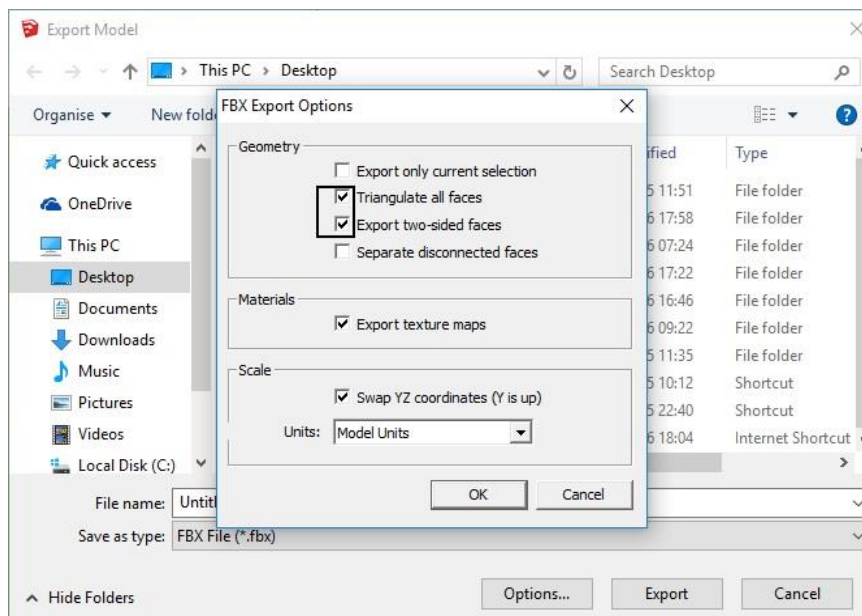 Export Model
This PC > Desktop
Search Desktop
Organise
New folde
FBX Export Options
Geometry
Export only current selection
Triangulate all faces
Export two-sided faces
Separate disconnected faces
Materials
Export texture maps
Scale
Swap YZ coordinates (Y is up)
Units: Model Units
OK Cancel
Quick access
OneDrive
This PC
Desktop
Documents
Downloads
Music
Pictures
Videos
Local Disk (C:)
ified Type
5 11:51 File folder
6 17:58 File folder
6 07:24 File folder
6 17:22 File folder
6 16:46 File folder
6 09:22 File folder
5 11:35 File folder
5 10:12 Shortcut
5 22:40 Shortcut
6 18:04 Internet Shortcut
File name: Untitl
Save as type: FBX File (*.fbx)
Hide Folders
Options... Export Cancel